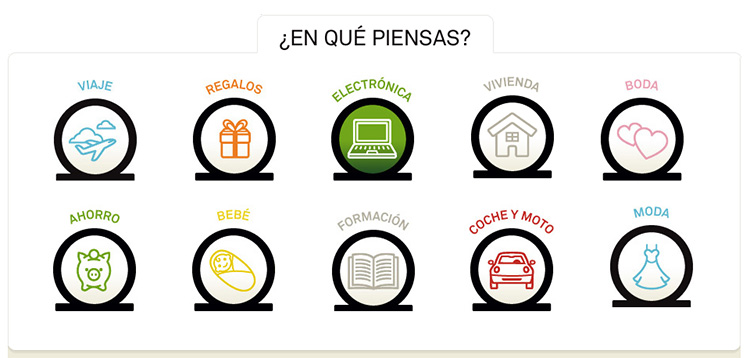 ¿EN QUÉ PIENSAS?
VIAJE
REGALOS
ELECTRÓNICA
VIVIENDA
BODA
AHORRO
BEBÉ
FORMACIÓN
COCHE Y MOTO
MODA